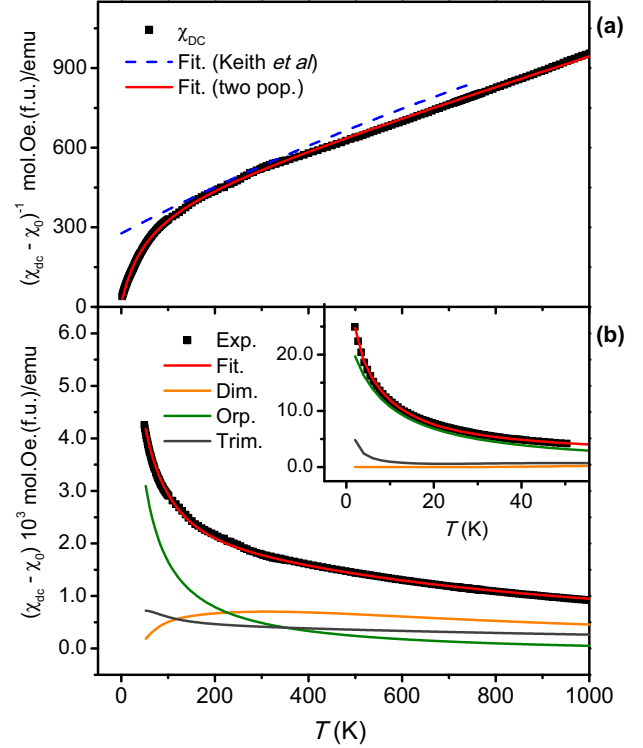 (a)
χDC
Fit. (Keith et al)
Fit. (two pop.)
900
600
300
0
(χdc - χ0)-1 mol.Oe.(f.u.)/emu
(b)
Exp.
Fit.
Dim.
Orp.
Trim.
6.0
5.0
4.0
3.0
2.0
1.0
0.0
(χdc - χ0) 103 mol.Oe.(f.u.)/emu
20.0
10.0
0.0
0
20
40
T (K)
0
200
400
600
800
1000
T (K)